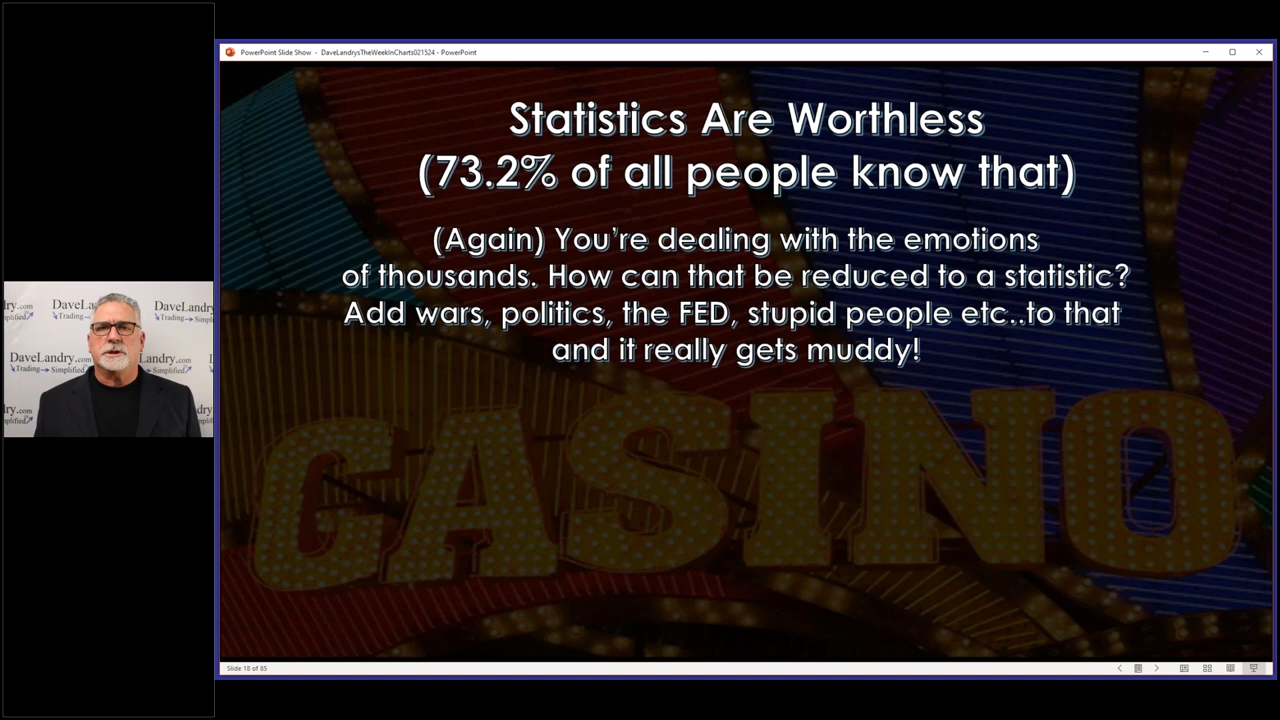 PowerPoint Slide Show - DaveLandrysTheWeekInCharts021524 - PowerPoint
Statistics Are Worthless
(73.2% of all people know that)
(Again) You're dealing with the emotions
of thousands. How can that be reduced to a statistic?
Add wars, politics, the FED, stupid people etc..to that
and it really gets muddy!
CASINO
DaveLandry.com
Trading Simplified
Slide 18 of 85